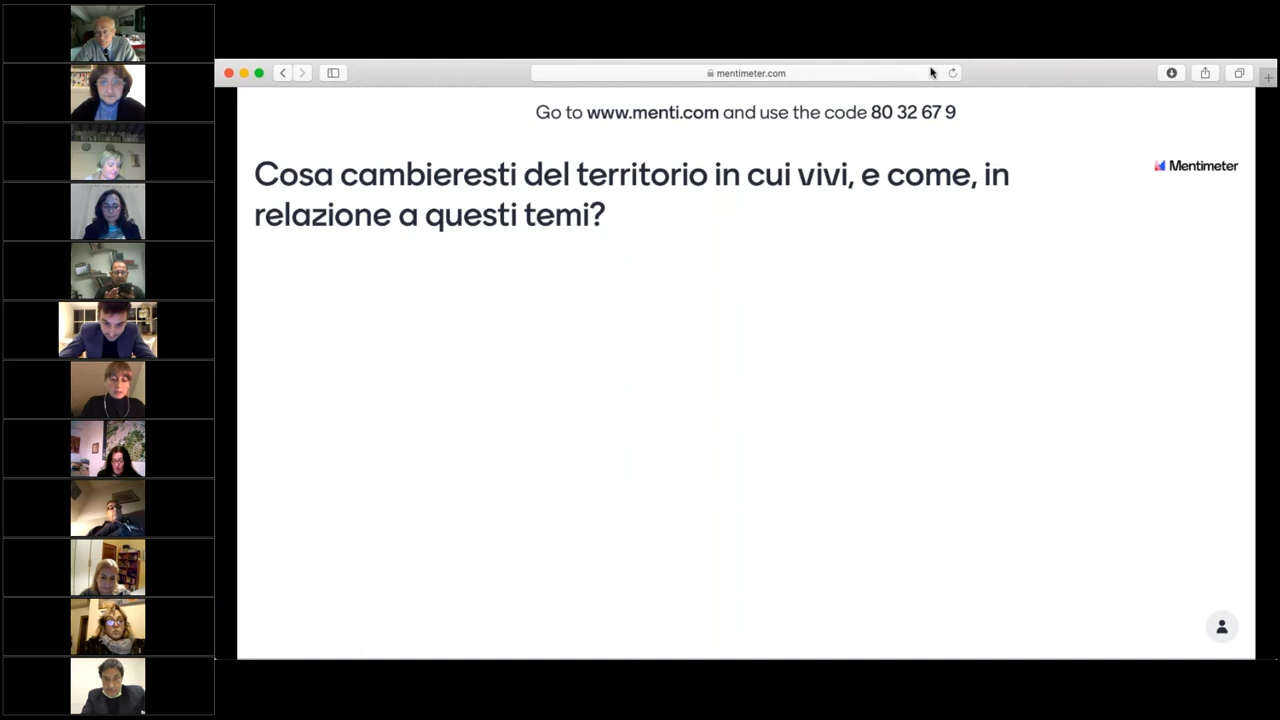 mentimeter.com
Go to www.menti.com and use the code 80 32 67 9
Cosa cambieresti del territorio in cui vivi, e come, in
relazione a questi temi?
Mentimeter